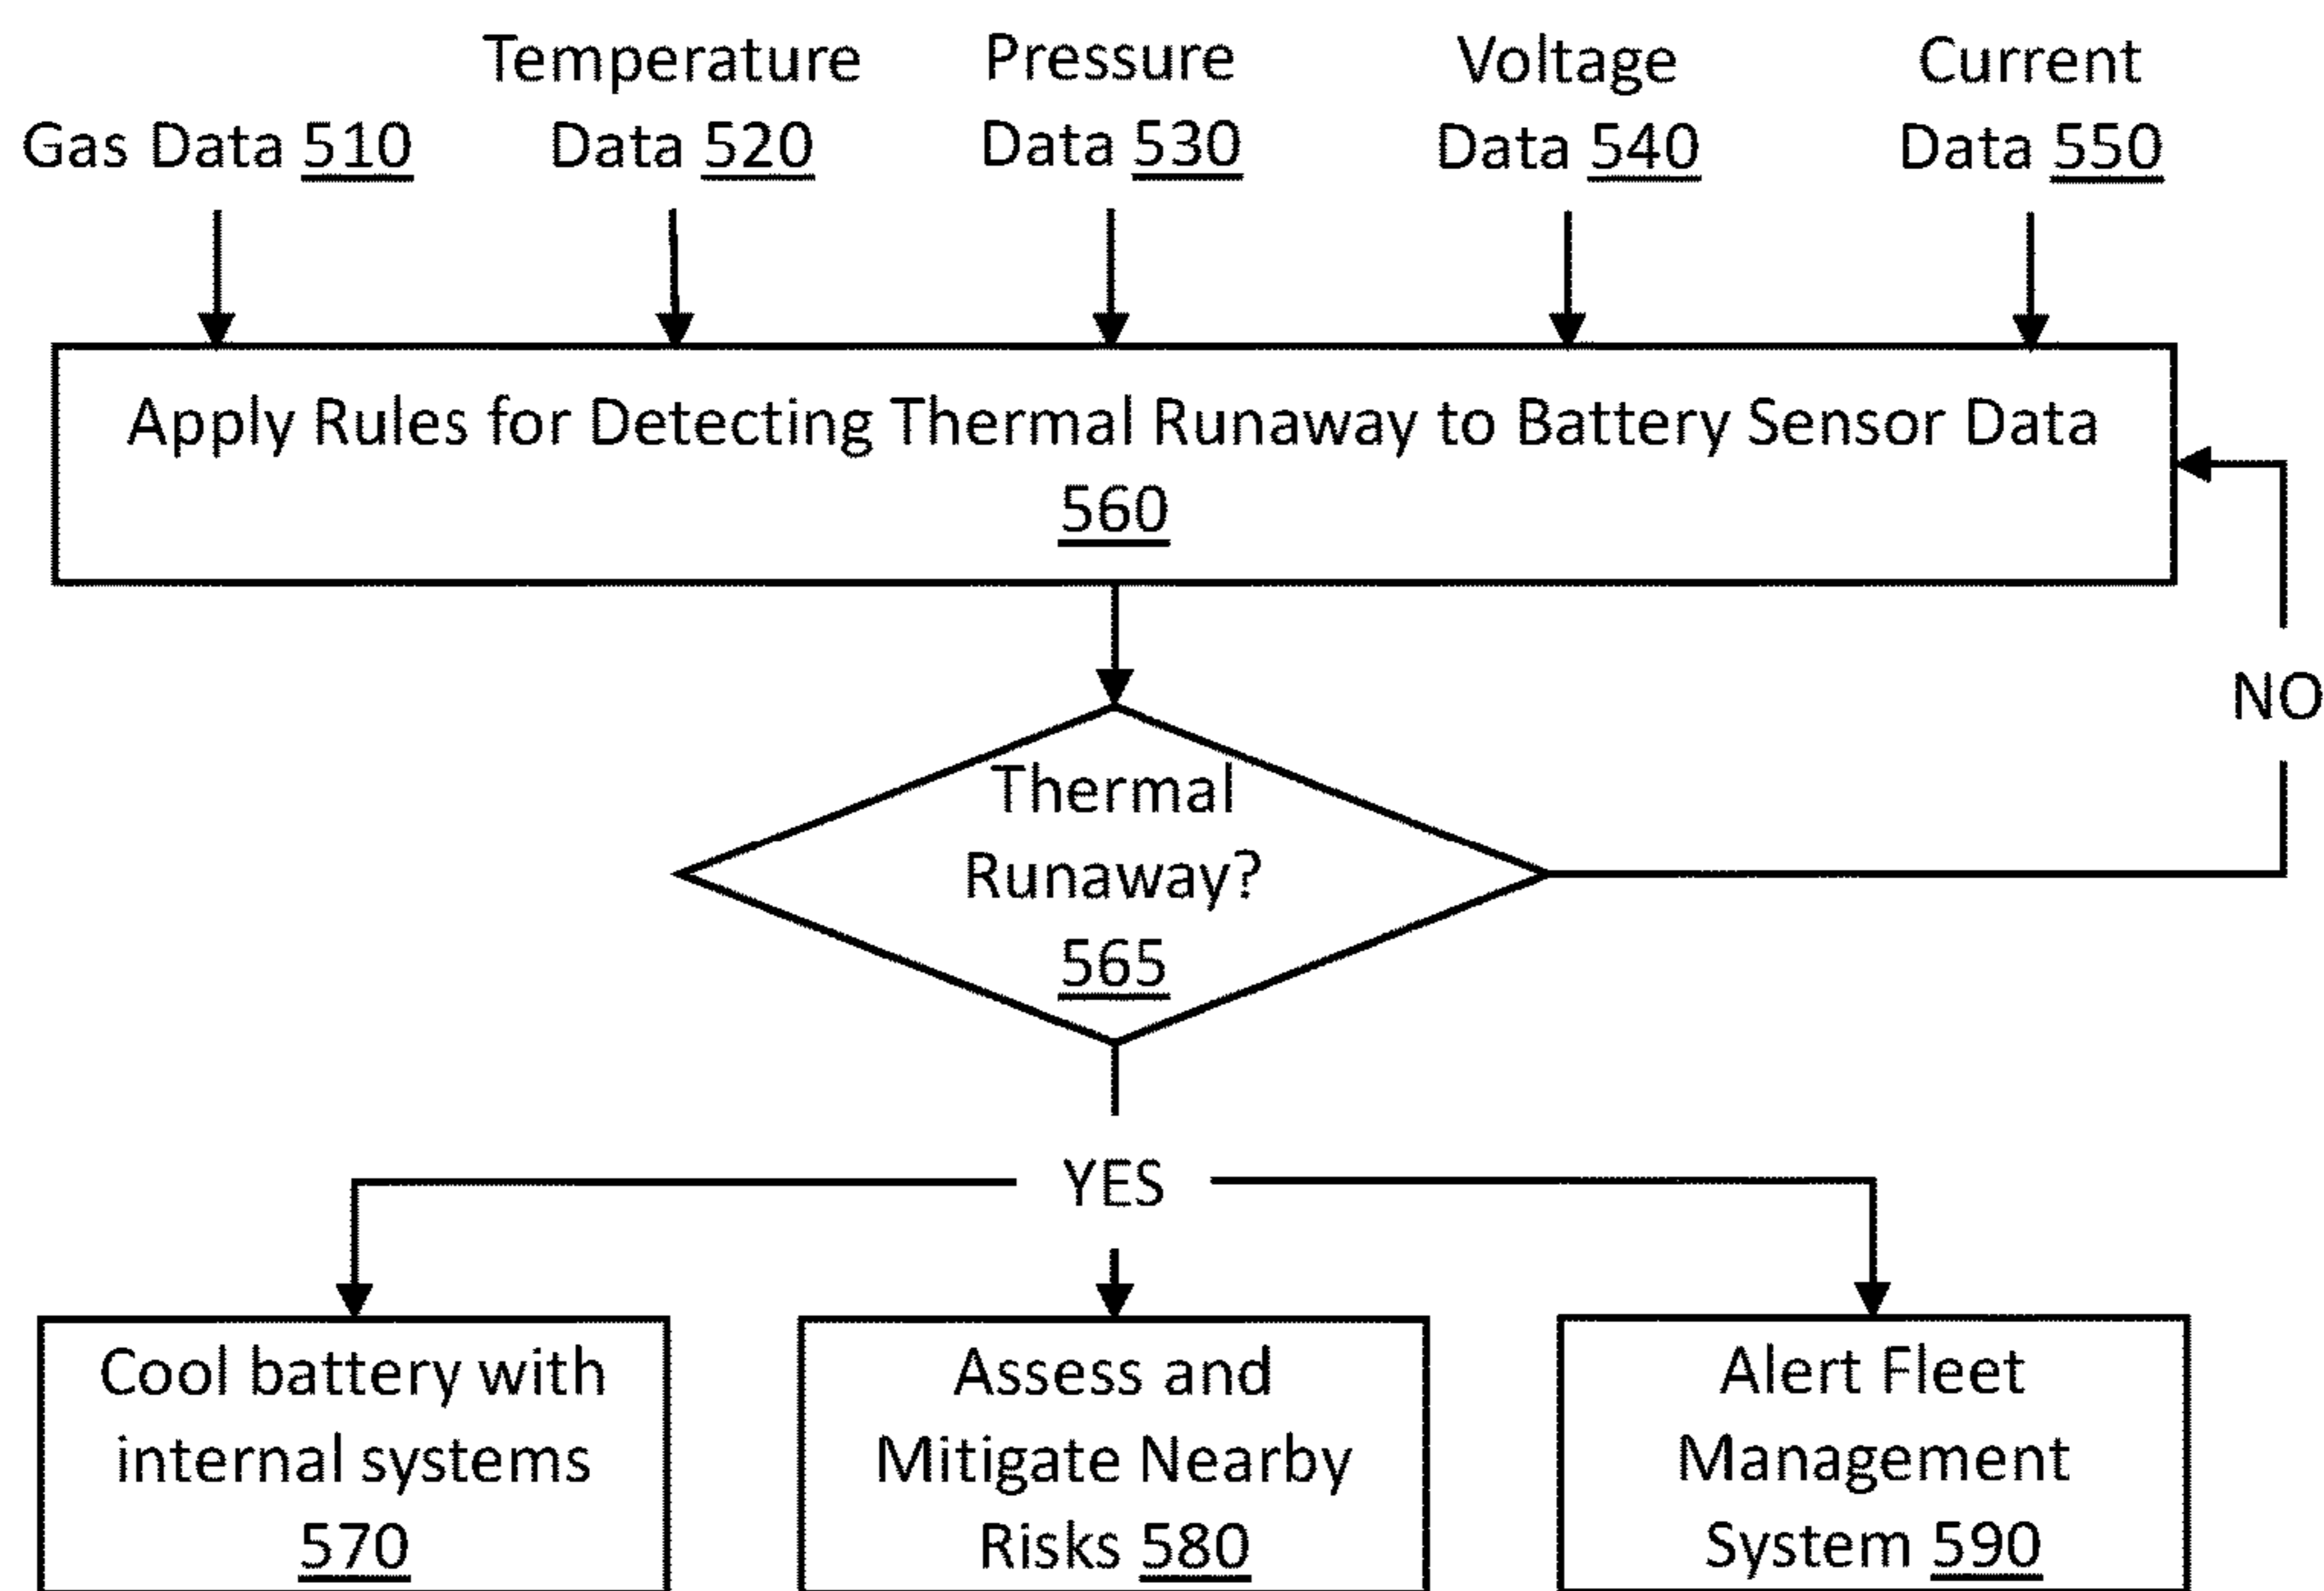 Gas Data 510
Temperature
Data 520
Pressure
Data 530
Voltage
Data 540
Current
Data 550
Apply Rules for Detecting Thermal Runaway to Battery Sensor Data
560
NO
Thermal
Runaway?
565
YES
Cool battery with
internal systems
570
Assess and
Mitigate Nearby
Risks 580
Alert Fleet
Management
System 590